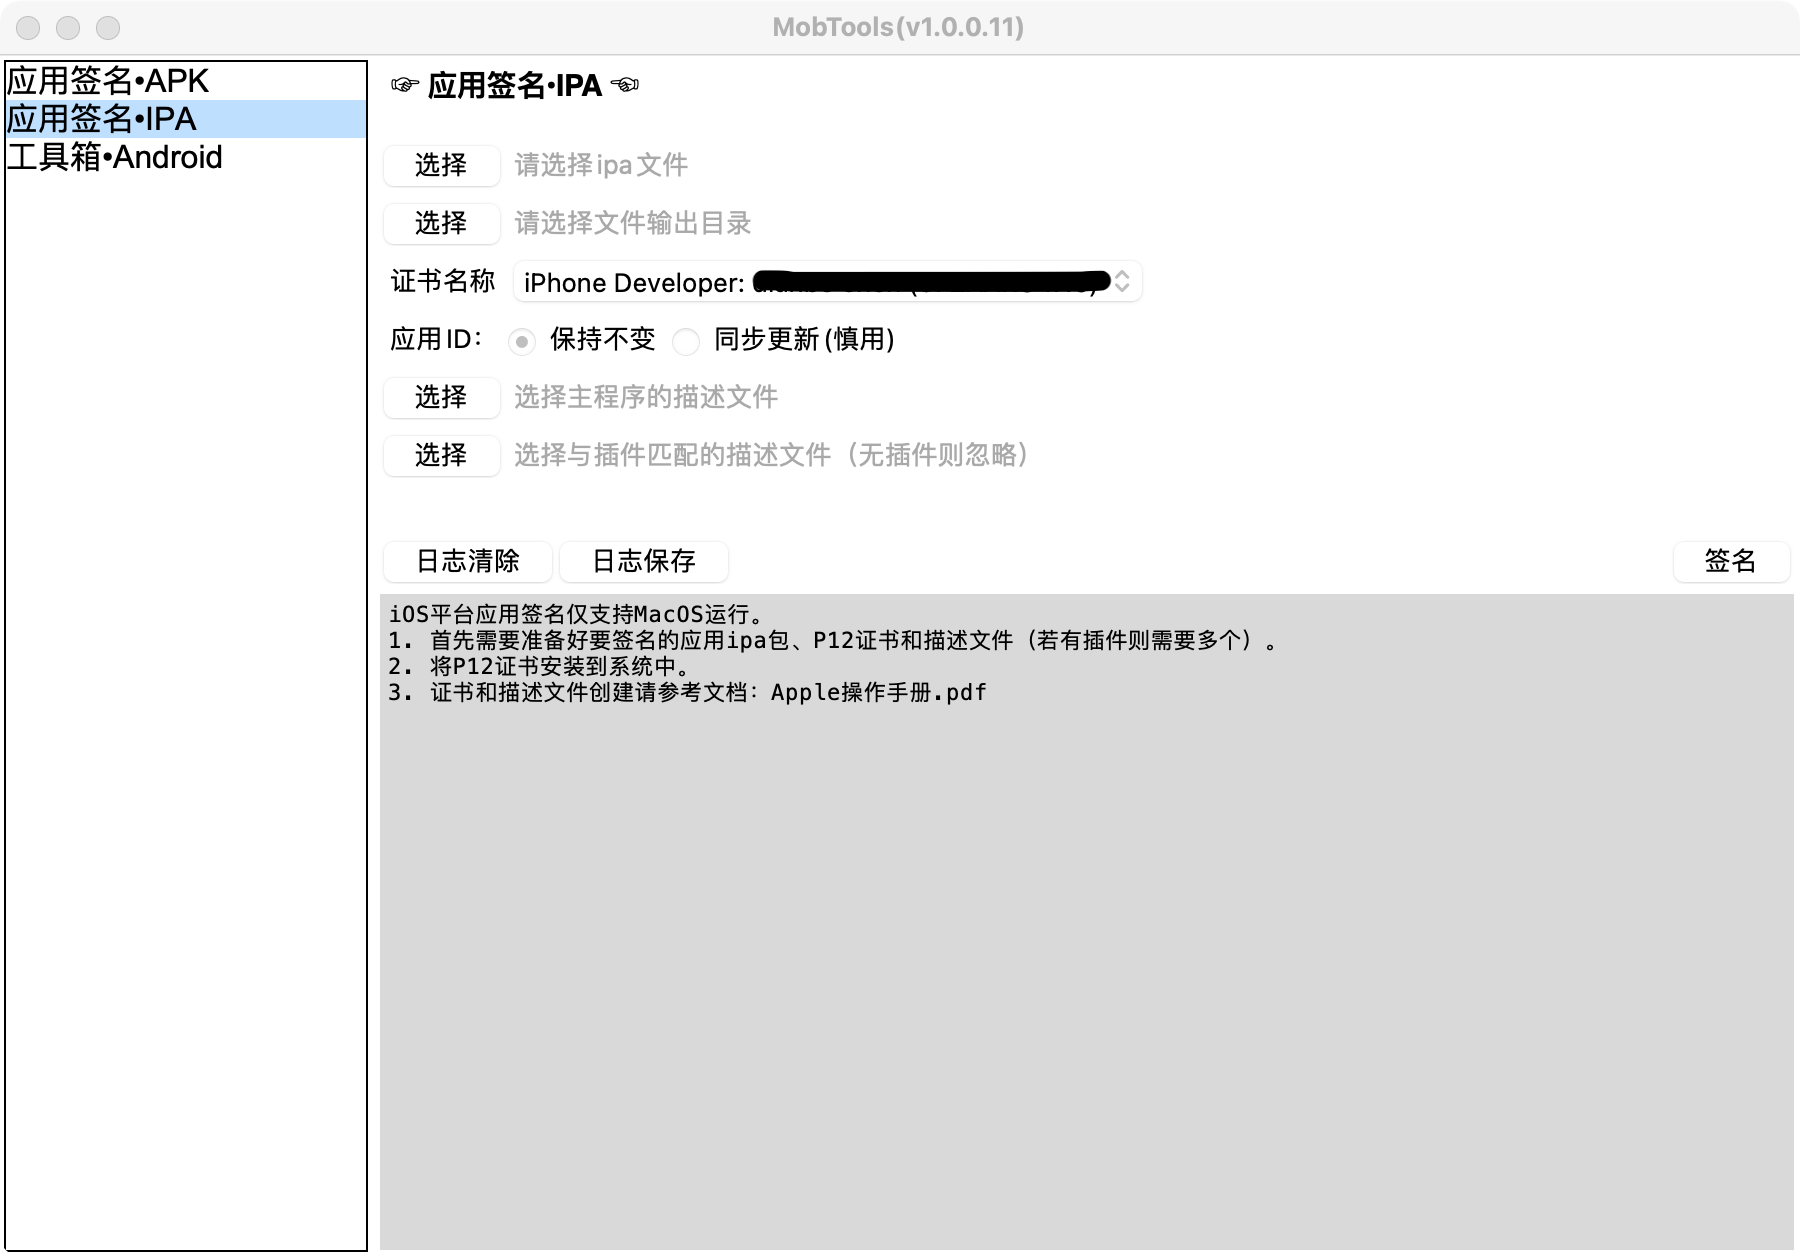 MobTools(v1.0.0.11)
应用签名•APK
应用签名•IPA
工具箱•Android
☞ 应用签名•IPA ☜
选择 请选择ipa文件
选择 请选择文件输出目录
证书名称 iPhone Developer:
应用ID： 保持不变 同步更新(慎用)
选择 选择主程序的描述文件
选择 选择与插件匹配的描述文件（无插件则忽略）
日志清除 日志保存 签名
iOS平台应用签名仅支持MacOS运行。
1. 首先需要准备好要签名的应用ipa包、P12证书和描述文件（若有插件则需要多个）。
2. 将P12证书安装到系统中。
3. 证书和描述文件创建请参考文档：Apple操作手册.pdf